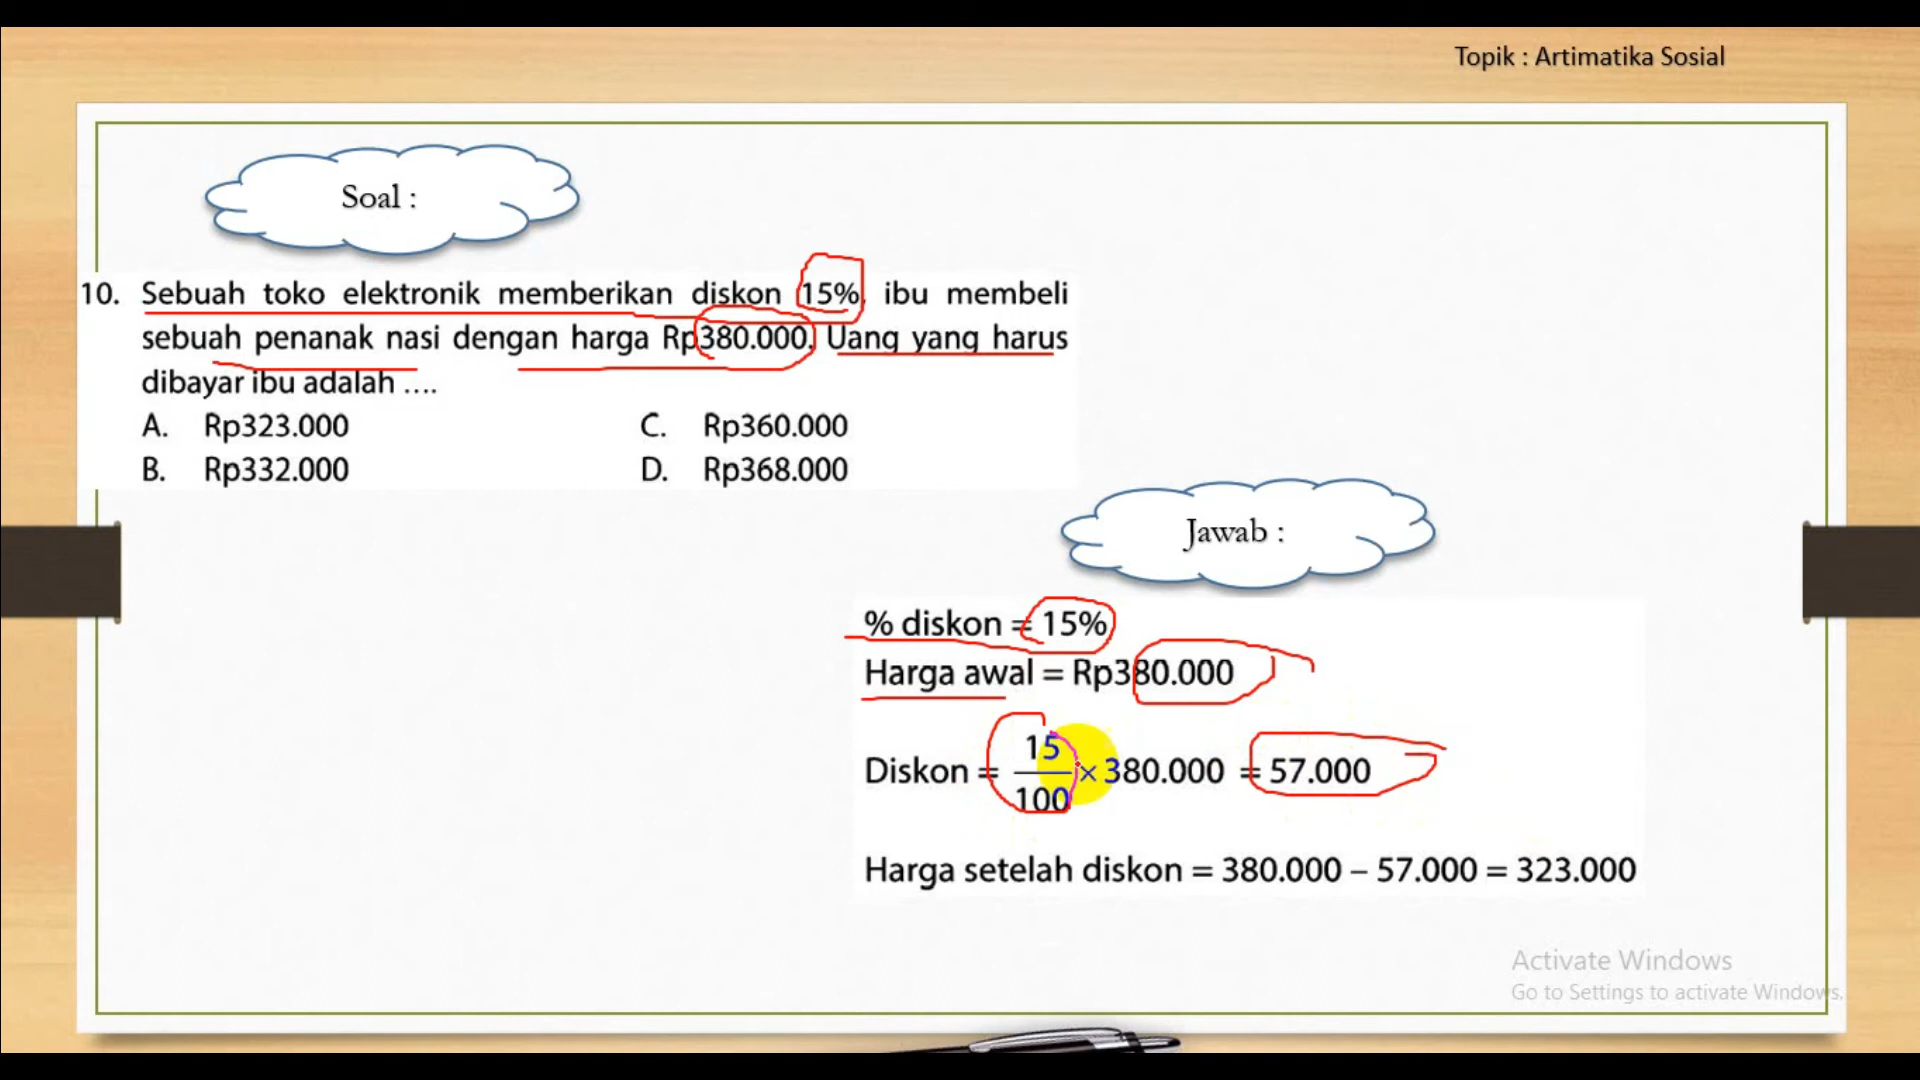 Topik : Artimatika Sosial
Soal :
10. Sebuah toko elektronik memberikan diskon 15%, ibu membeli
sebuah penanak nasi dengan harga Rp380.000. Uang yang harus
dibayar ibu adalah ....
A. Rp323.000
C. Rp360.000
B. Rp332.000
D. Rp368.000
Jawab :
% diskon = 15%
Harga awal = Rp380.000
Diskon = 15/100 × 380.000 = 57.000
Harga setelah diskon = 380.000 – 57.000 = 323.000
Activate Windows
Go to Settings to activate Windows.